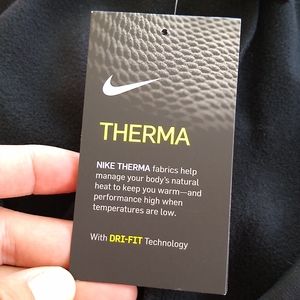 THERMA
NIKE THERMA fabrics help
manage your body's natural
heat to keep you warm—and
performance high when
temperatures are low.
With DRI-FIT Technology